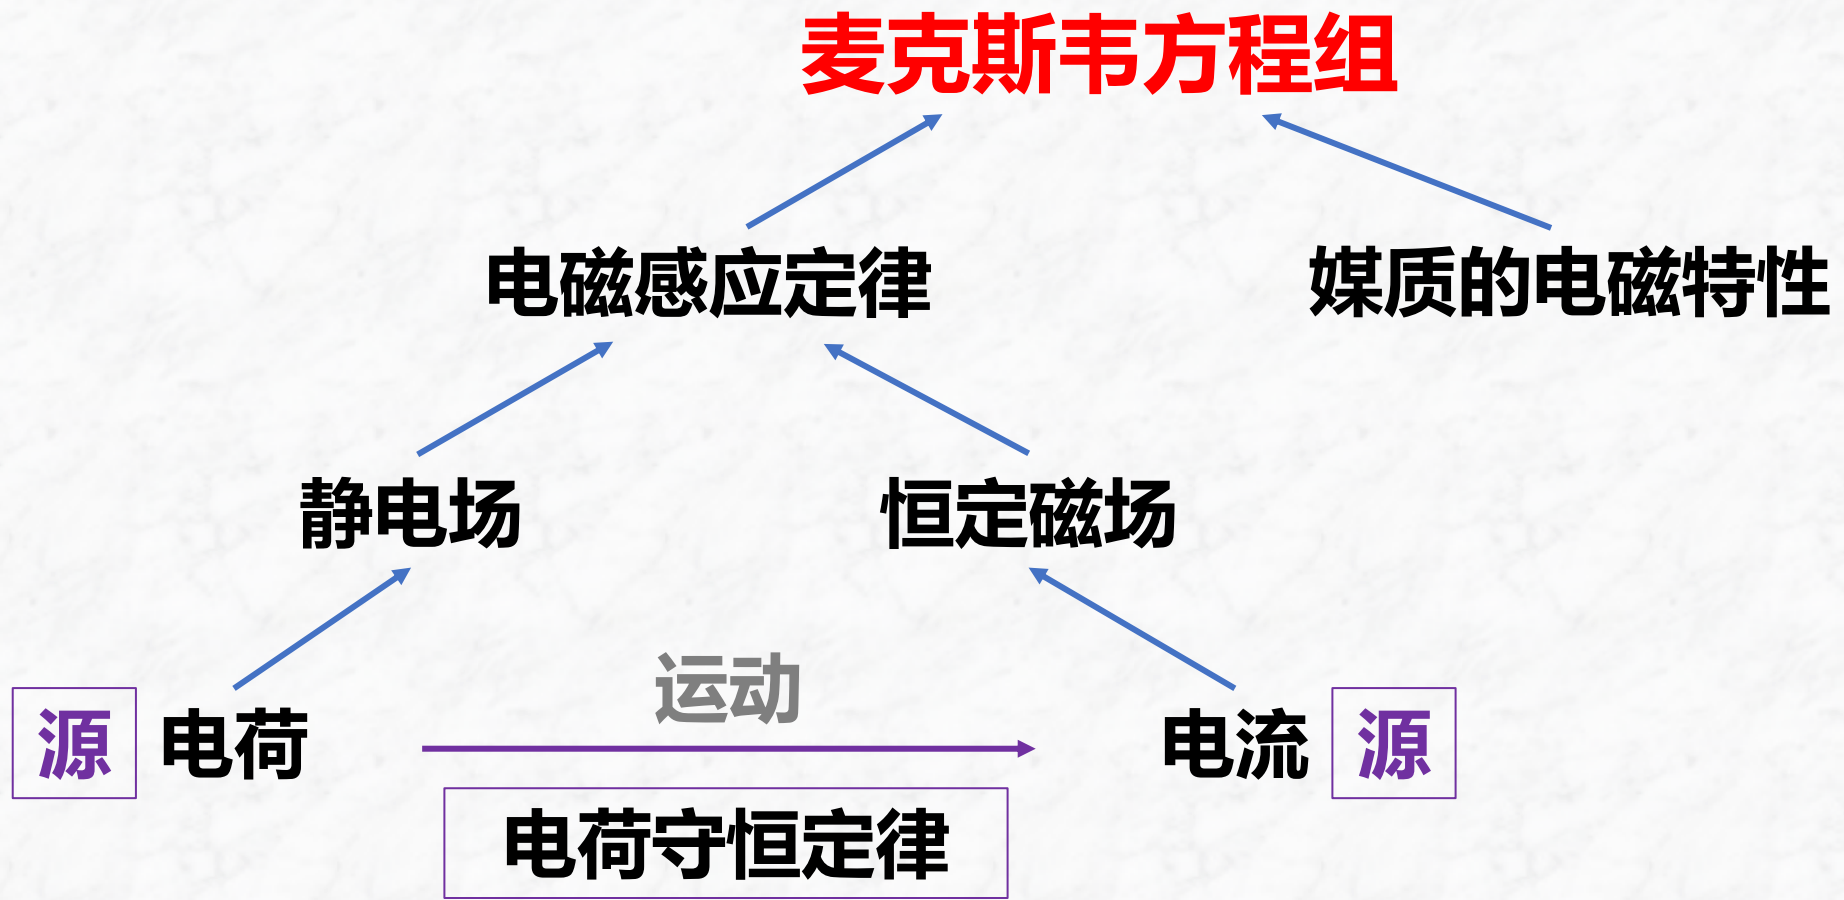 麦克斯韦方程组
电磁感应定律
媒质的电磁特性
静电场
恒定磁场
运动
源 电荷
电流 源
电荷守恒定律